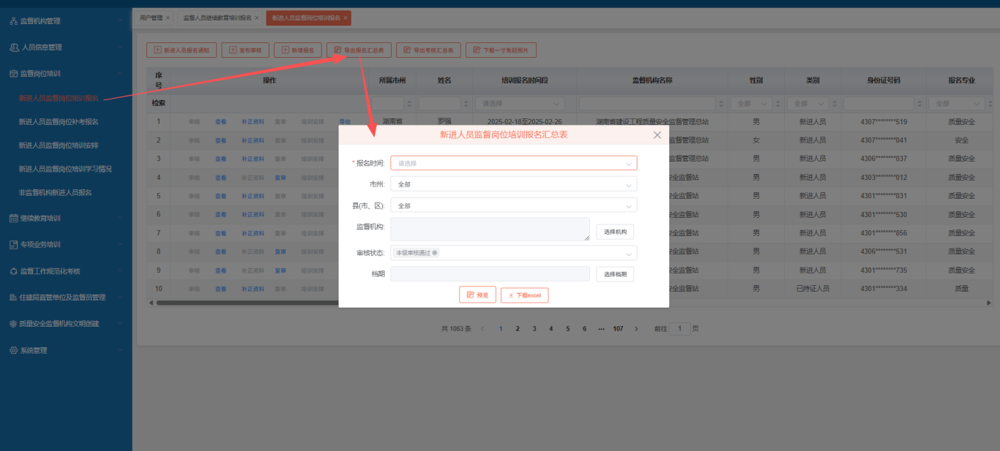 监督机构管理
人员信息管理
监督岗位培训
新进人员监督岗位培训报名
新进人员监督岗位补考报名
新进人员监督岗位培训安排
新进人员监督岗位培训学习情况
非监督机构新进人员报名
继续教育培训
专项业务培训
监督工作规范化考核
住建局直管单位及监督员管理
质量安全监督机构文明创建
系统管理
用户管理 × 监督人员继续教育培训报名 × 新进人员监督岗位培训报名 ×
新进人员报名通知 发布审核 新增报名 导出报名汇总表 导出考核汇总表 下载一寸免冠照片
序号 操作 所属市州 姓名 培训报名时间段 监督机构名称 性别 类别 身份证号码 报名专业
检索 请选择 全部 全部 全部
1 审核 查看 补正资料 复审 培训安排 导出 湖南省 罗强 2025-02-18至2025-02-26 湖南省建设工程质量安全监督管理总站 男 新进人员 4307********519 质量安全
2 审核 查看 补正资料 复审 培训安排 监督管理总站 女 新进人员 4307********041 安全
3 审核 查看 补正资料 复审 培训安排 监督管理总站 男 新进人员 4306********037 质量安全
4 审核 查看 补正资料 复审 培训安排 安全监督站 男 新进人员 4303********012 质量安全
5 审核 查看 补正资料 复审 培训安排 安全监督站 男 新进人员 4301********031 质量安全
6 审核 查看 补正资料 复审 培训安排 安全监督站 男 新进人员 4301********530 质量安全
7 审核 查看 补正资料 复审 培训安排 安全监督站 男 新进人员 4301********856 质量安全
8 审核 查看 补正资料 复审 培训安排 安全监督站 男 新进人员 4306********531 质量安全
9 审核 查看 补正资料 复审 培训安排 安全监督站 男 新进人员 4301********735 质量安全
10 审核 查看 补正资料 复审 培训安排 安全监督站 男 已持证人员 4301********334 质量
新进人员监督岗位培训报名汇总表 ×
* 报名时间: 请选择
市州: 全部
县(市、区): 全部
监督机构: 选择机构
审核状态: 本级审核通过
档期 选择档期
预览 下载excel
共 1063 条 < 1 2 3 4 5 6 ··· 107 > 前往 1 页